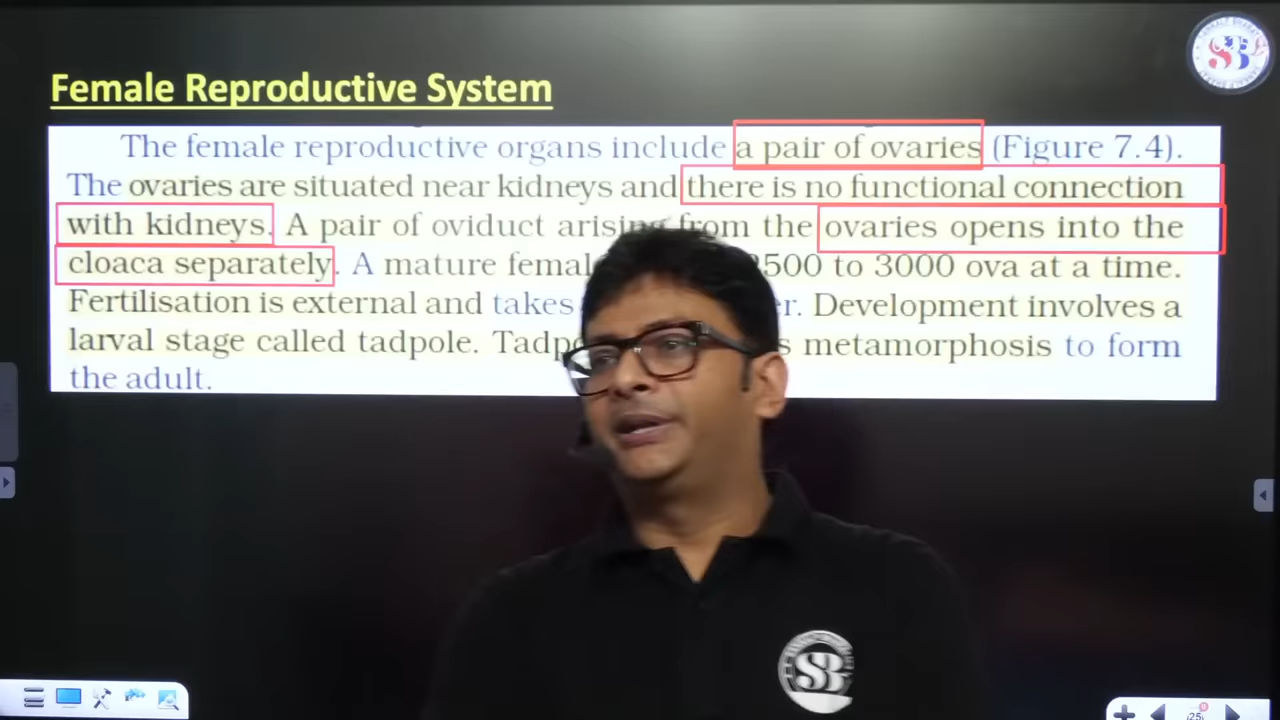 Female Reproductive System
The female reproductive organs include a pair of ovaries (Figure 7.4).
The ovaries are situated near kidneys and there is no functional connection
with kidneys. A pair of oviduct arising from the ovaries opens into the
cloaca separately. A mature 2500 to 3000 ova at a time.
Fertilisation is external and takes Development involves a
larval stage called tadpole. metamorphosis to form
the adult.
SB
SB
25